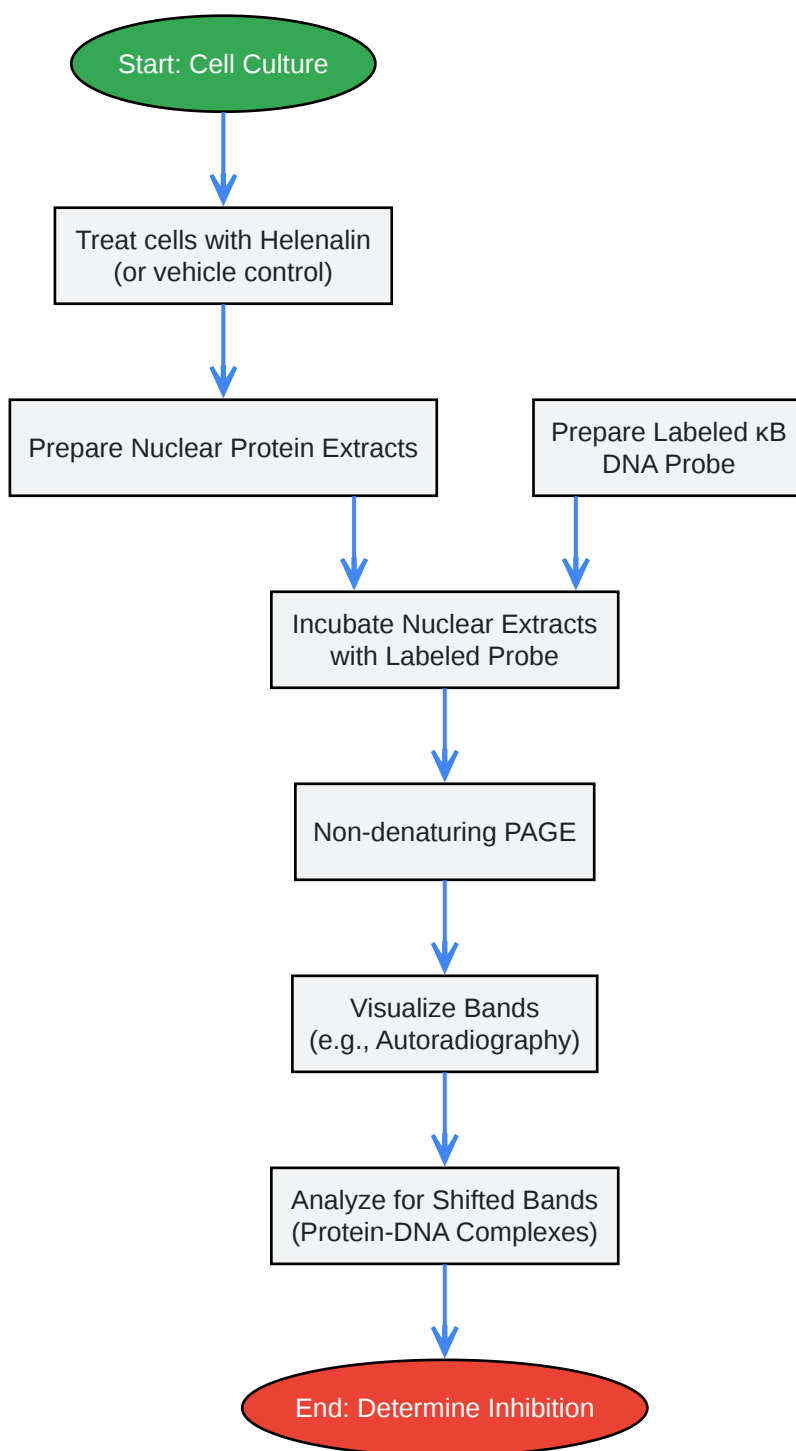 Start: Cell Culture
Treat cells with Helenalin
(or vehicle control)
Prepare Nuclear Protein Extracts
Prepare Labeled κB
DNA Probe
Incubate Nuclear Extracts
with Labeled Probe
Non-denaturing PAGE
Visualize Bands
(e.g., Autoradiography)
Analyze for Shifted Bands
(Protein-DNA Complexes)
End: Determine Inhibition